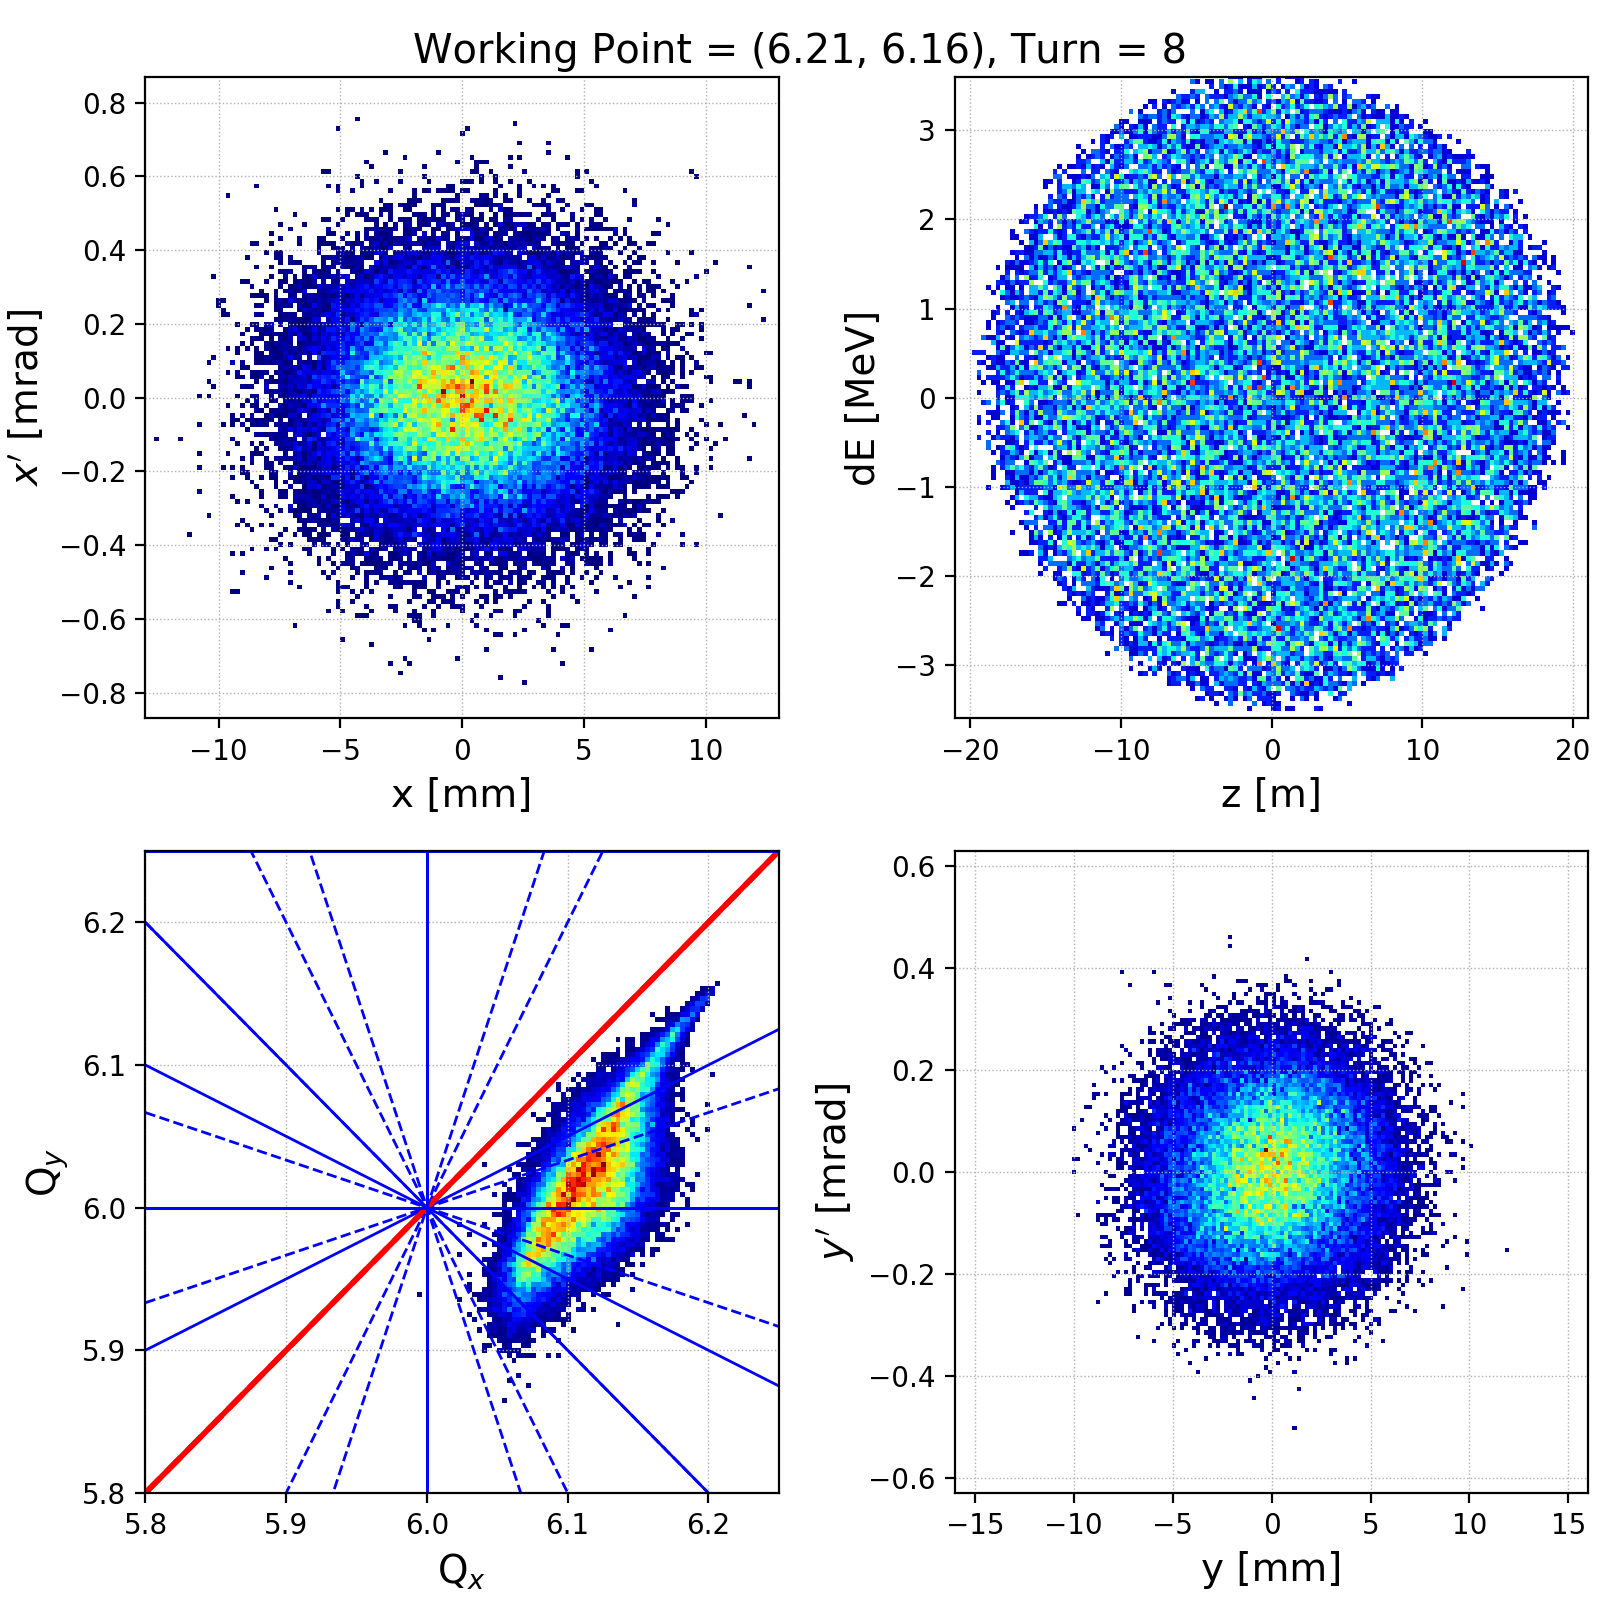 Working Point = (6.21, 6.16), Turn = 8
0.8
0.6
0.4
0.2
0.0
−0.2
−0.4
−0.6
−0.8
x′ [mrad]
−10 −5 0 5 10
x [mm]
3
2
1
0
−1
−2
−3
dE [MeV]
−20 −10 0 10 20
z [m]
6.2
6.1
6.0
5.9
5.8
Qy
5.8 5.9 6.0 6.1 6.2
Qx
0.6
0.4
0.2
0.0
−0.2
−0.4
−0.6
y′ [mrad]
−15 −10 −5 0 5 10 15
y [mm]